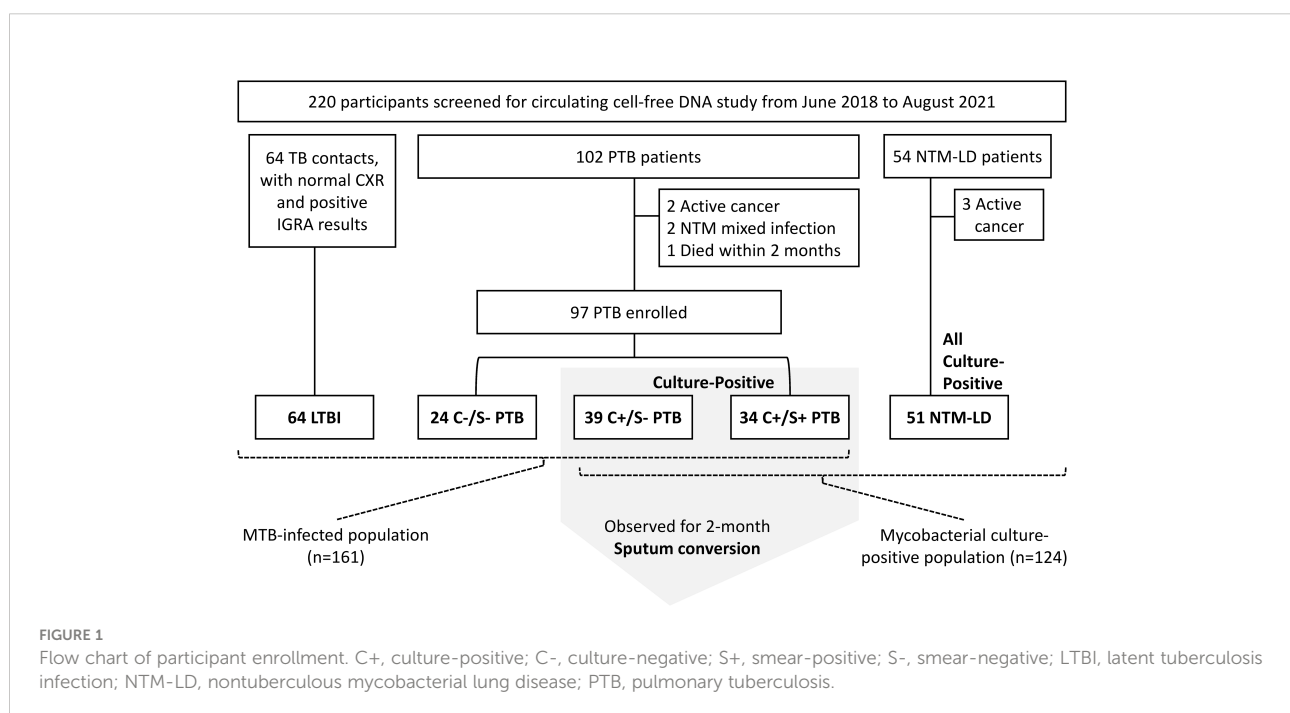 220 participants screened for circulating cell-free DNA study from June 2018 to August 2021
64 TB contacts,
with normal CXR
and positive
IGRA results
102 PTB patients
54 NTM-LD patients
2 Active cancer
2 NTM mixed infection
1 Died within 2 months
3 Active
cancer
97 PTB enrolled
All
Culture-
Positive
Culture-Positive
64 LTBI
24 C-/S- PTB
39 C+/S- PTB
34 C+/S+ PTB
51 NTM-LD
MTB-infected population
(n=161)
Observed for 2-month
Sputum conversion
Mycobacterial culture-
positive population (n=124)
FIGURE 1
Flow chart of participant enrollment. C+, culture-positive; C-, culture-negative; S+, smear-positive; S-, smear-negative; LTBI, latent tuberculosis
infection; NTM-LD, nontuberculous mycobacterial lung disease; PTB, pulmonary tuberculosis.